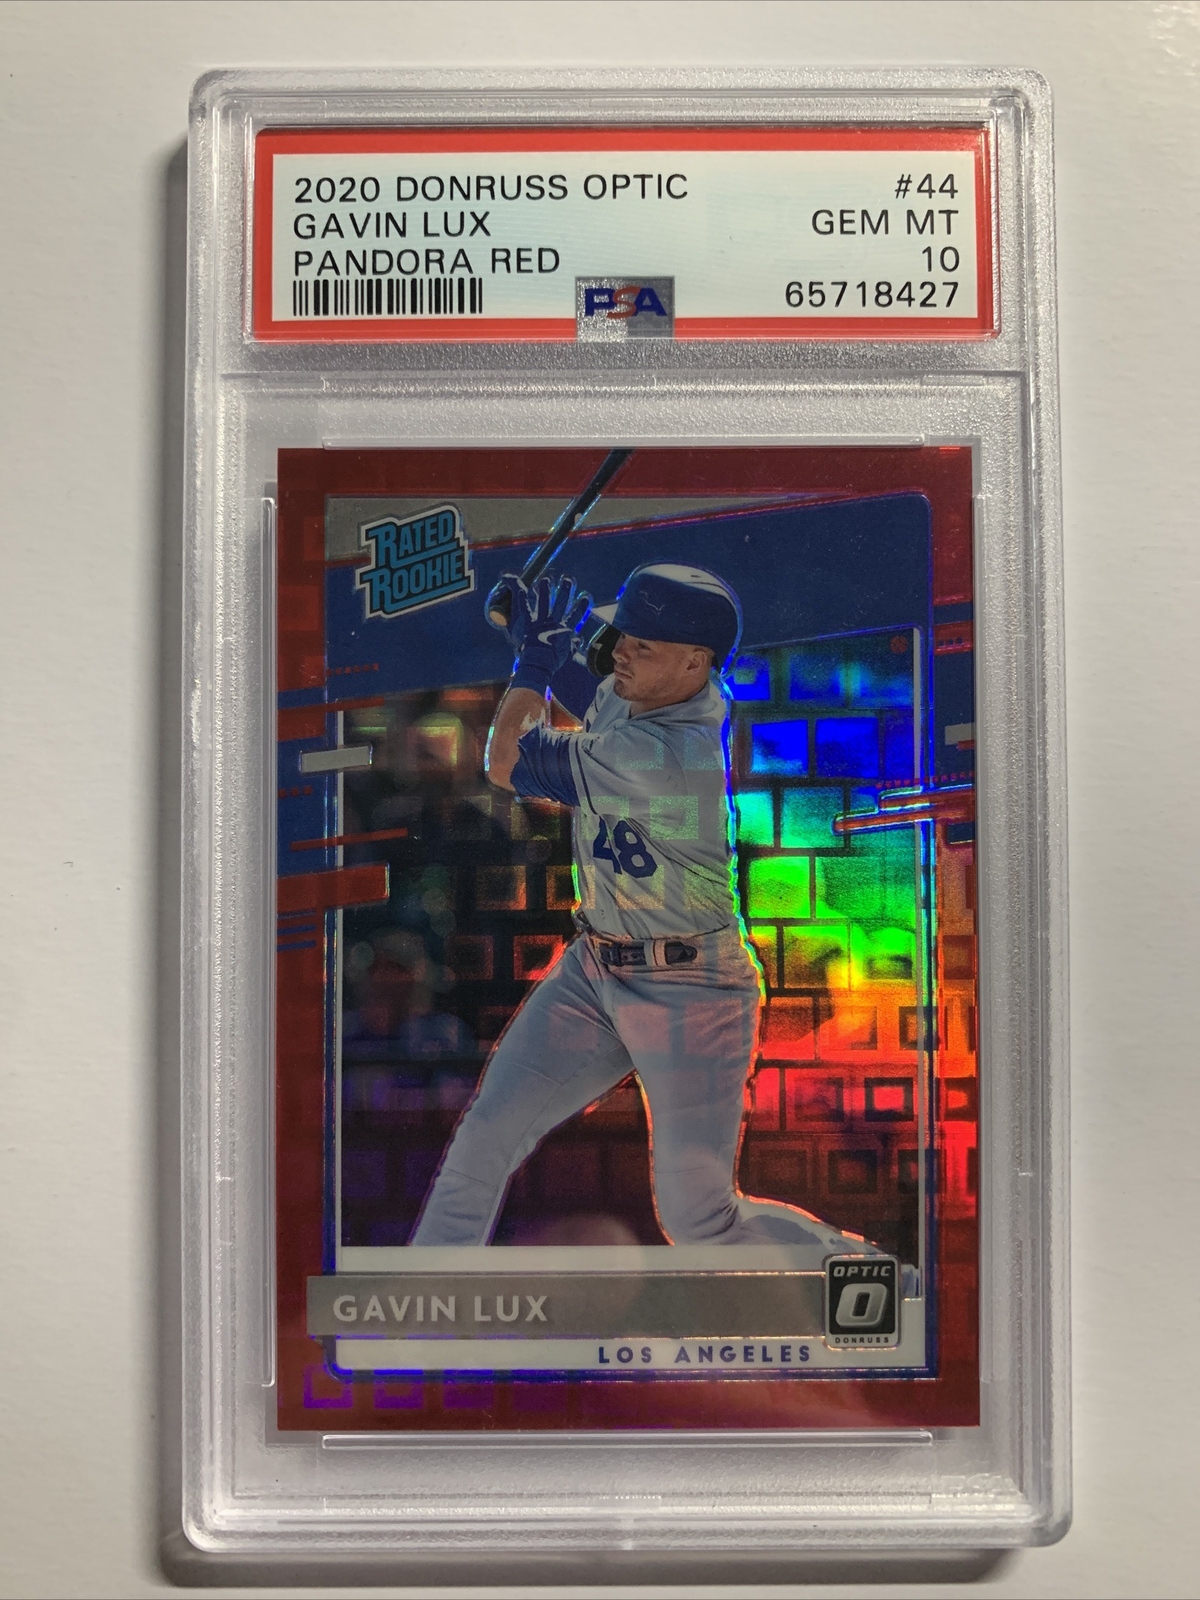 2020 DONRUSS OPTIC #44
GAVIN LUX GEM MT
PANDORA RED 10
PSA 65718427
RATED
ROOKIE
48
OPTIC
O
DONRUSS
GAVIN LUX
LOS ANGELES